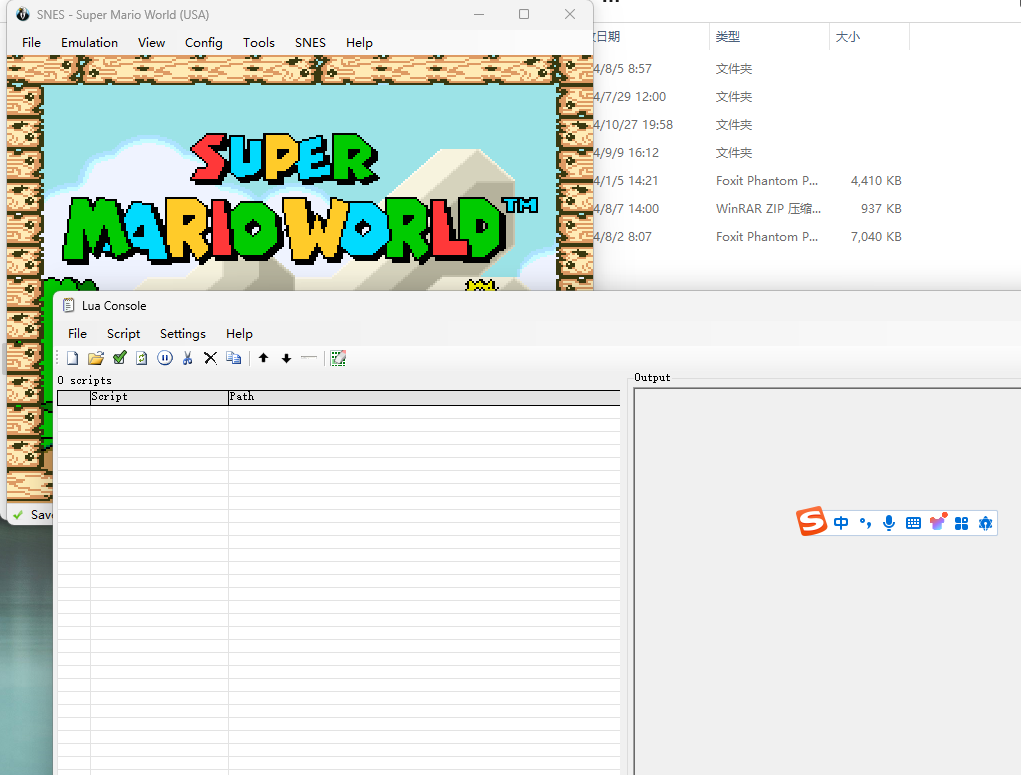 SNES - Super Mario World (USA)
File Emulation View Config Tools SNES Help
日期 类型 大小
4/8/5 8:57 文件夹
4/7/29 12:00 文件夹
4/10/27 19:58 文件夹
4/9/9 16:12 文件夹
4/1/5 14:21 Foxit Phantom P... 4,410 KB
4/8/7 14:00 WinRAR ZIP 压缩... 937 KB
4/8/2 8:07 Foxit Phantom P... 7,040 KB
SUPER
MARIO WORLD™
Save
Lua Console
File Script Settings Help
0 scripts
Script Path
Output
S 中 °,